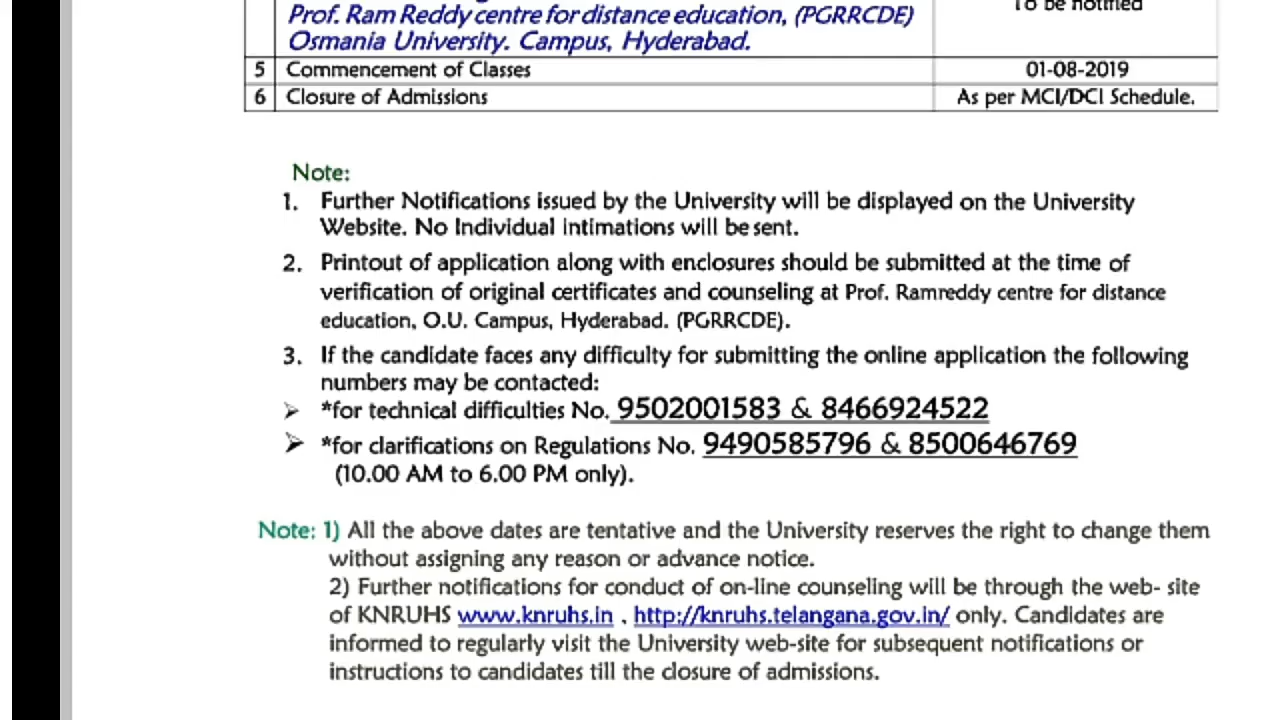 Prof. Ram Reddy centre for distance education, (PGRRCDE)
To be notified
Osmania University. Campus, Hyderabad.
5 Commencement of Classes 01-08-2019
6 Closure of Admissions As per MCI/DCI Schedule.
Note:
1. Further Notifications issued by the University will be displayed on the University
Website. No Individual Intimations will be sent.
2. Printout of application along with enclosures should be submitted at the time of
verification of original certificates and counseling at Prof. Ramreddy centre for distance
education, O.U. Campus, Hyderabad. (PGRRCDE).
3. If the candidate faces any difficulty for submitting the online application the following
numbers may be contacted:
➢ *for technical difficulties No. 9502001583 & 8466924522
➢ *for clarifications on Regulations No. 9490585796 & 8500646769
(10.00 AM to 6.00 PM only).
Note: 1) All the above dates are tentative and the University reserves the right to change them
without assigning any reason or advance notice.
2) Further notifications for conduct of on-line counseling will be through the web- site
of KNRUHS www.knruhs.in , http://knruhs.telangana.gov.in/ only. Candidates are
informed to regularly visit the University web-site for subsequent notifications or
instructions to candidates till the closure of admissions.